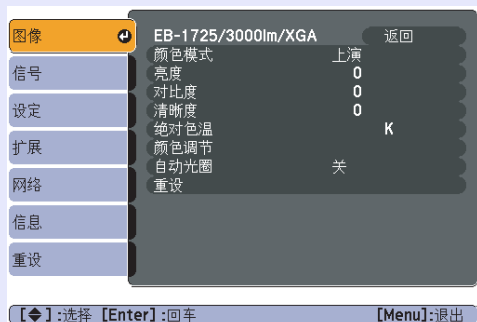 图像
信号
设定
扩展
网络
信息
重设
EB-1725/3000lm/XGA 返回
颜色模式 上演
亮度 0
对比度 0
清晰度 0
绝对色温 K
颜色调节
自动光圈 关
重设
[◆]:选择 [Enter]:回车 [Menu]:退出